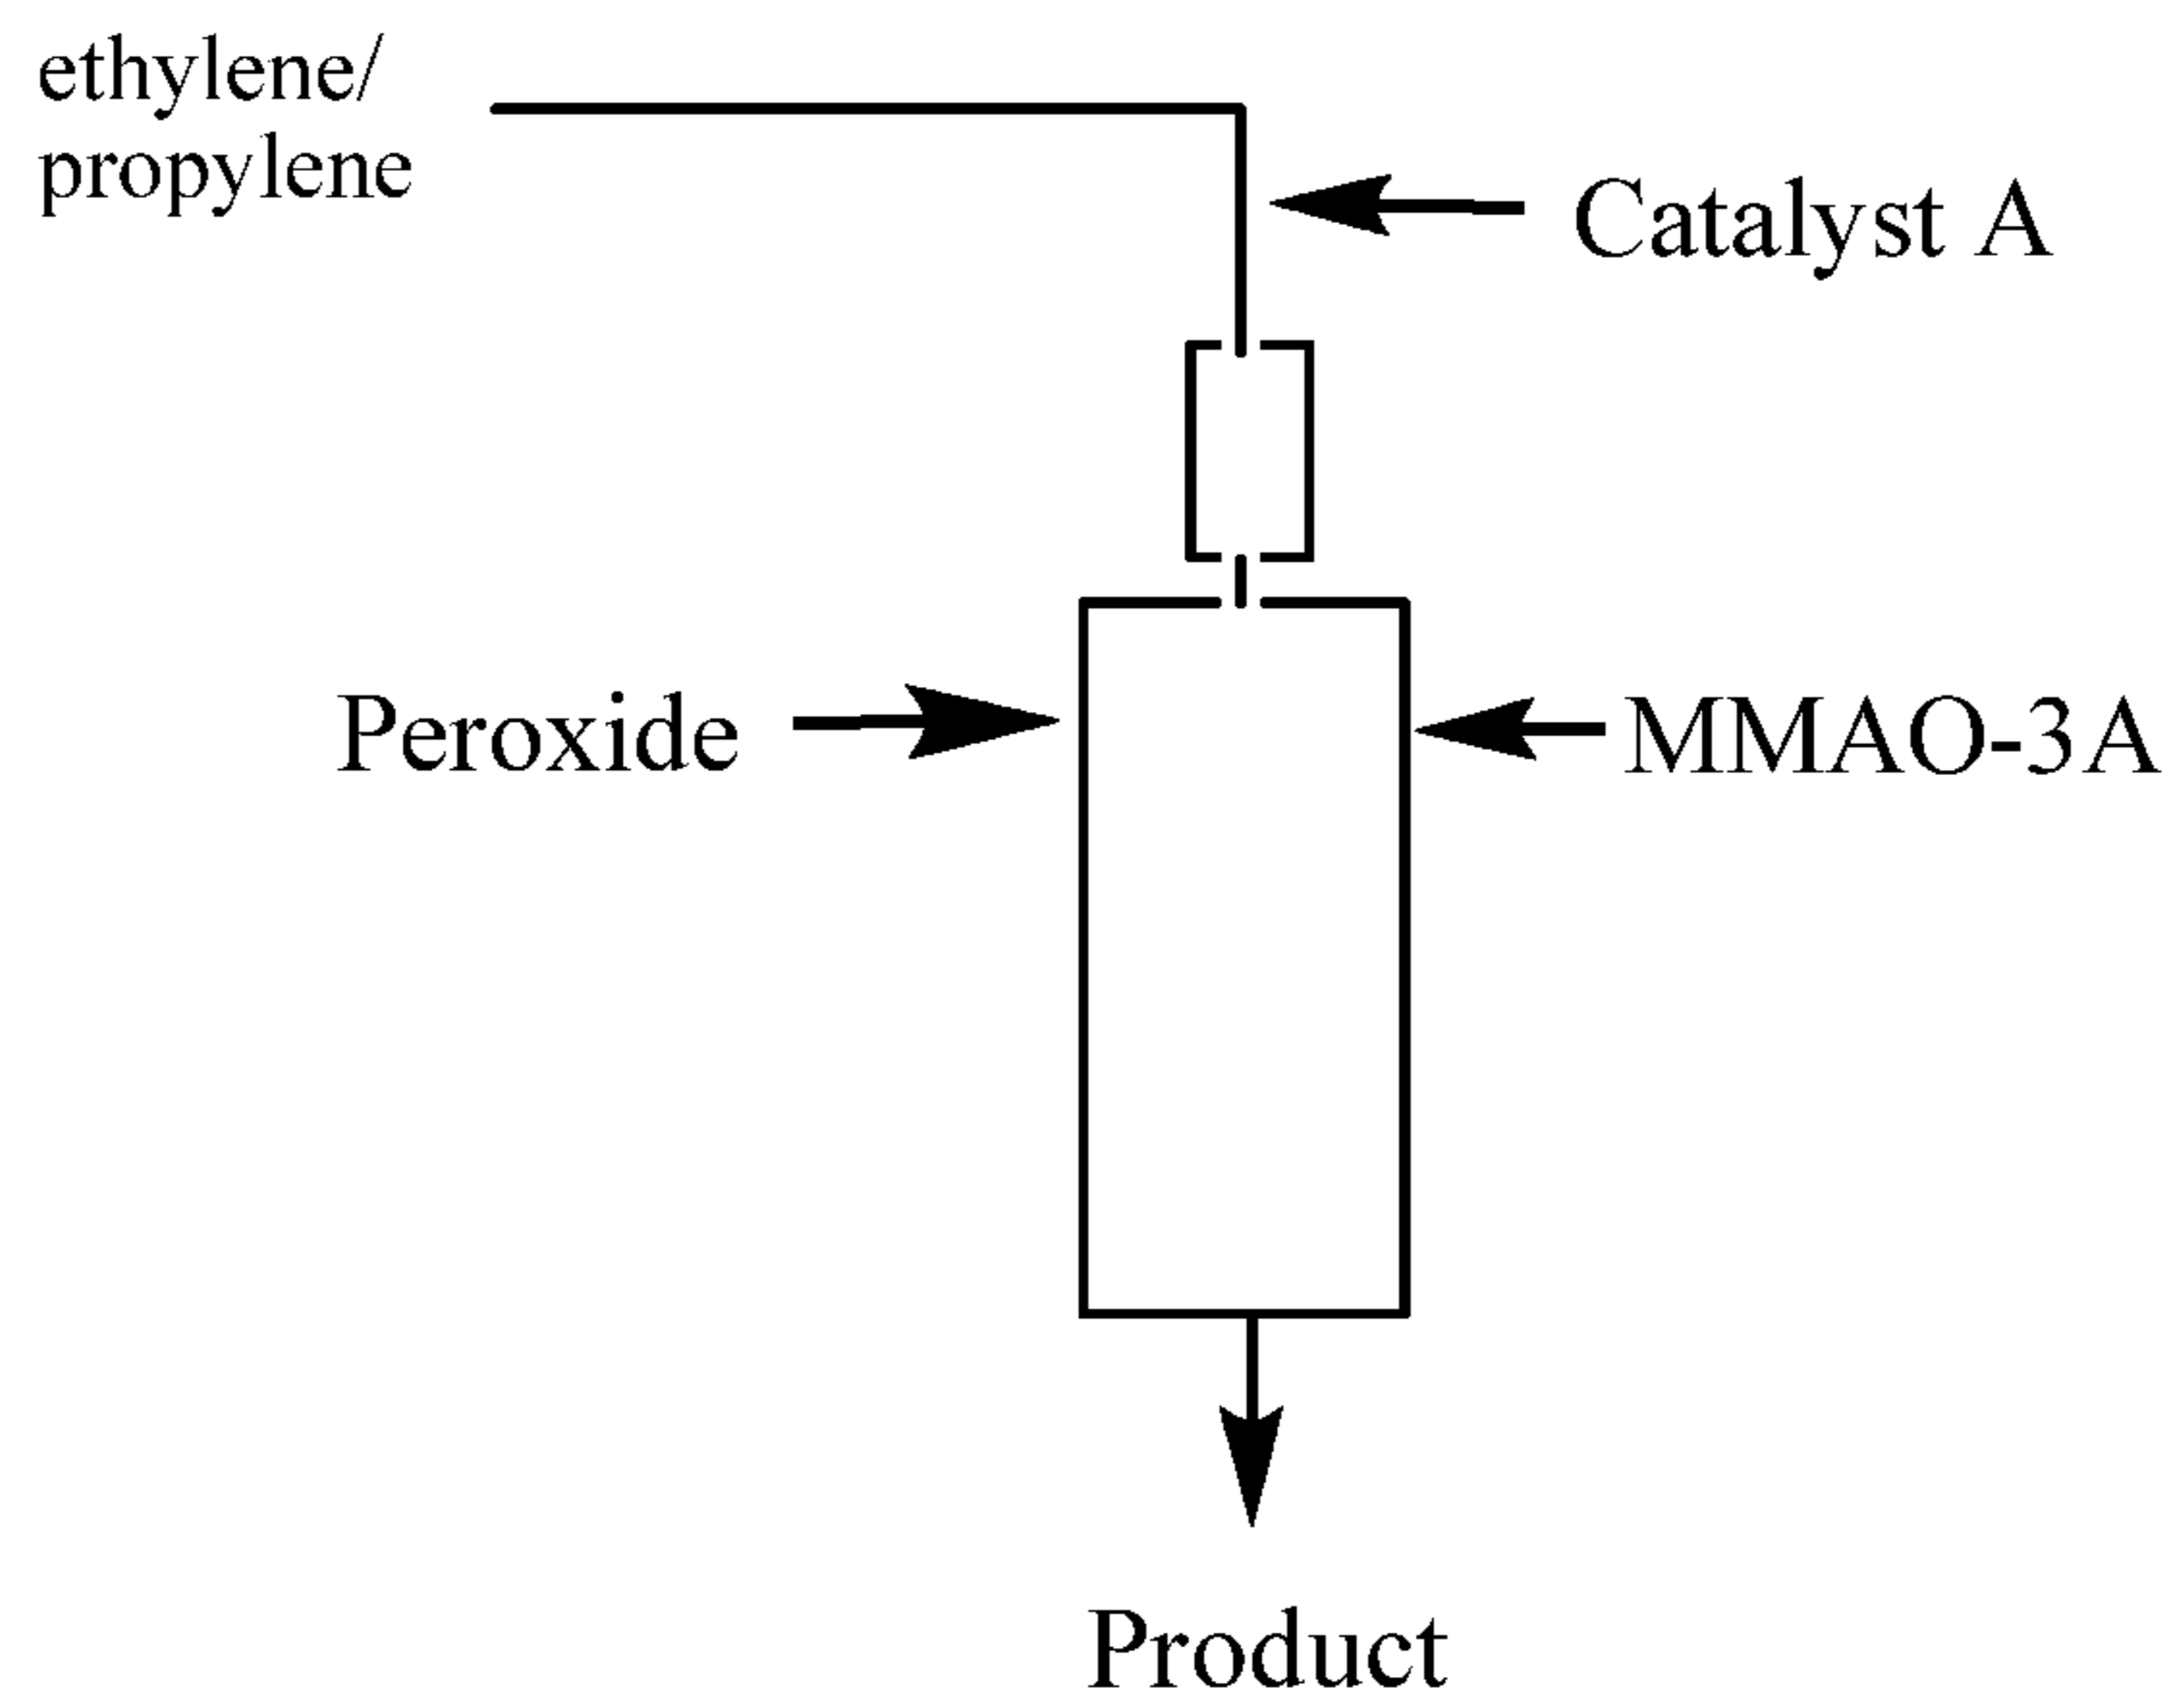 ethylene/
propylene
Catalyst A
Peroxide
MMAO-3A
Product